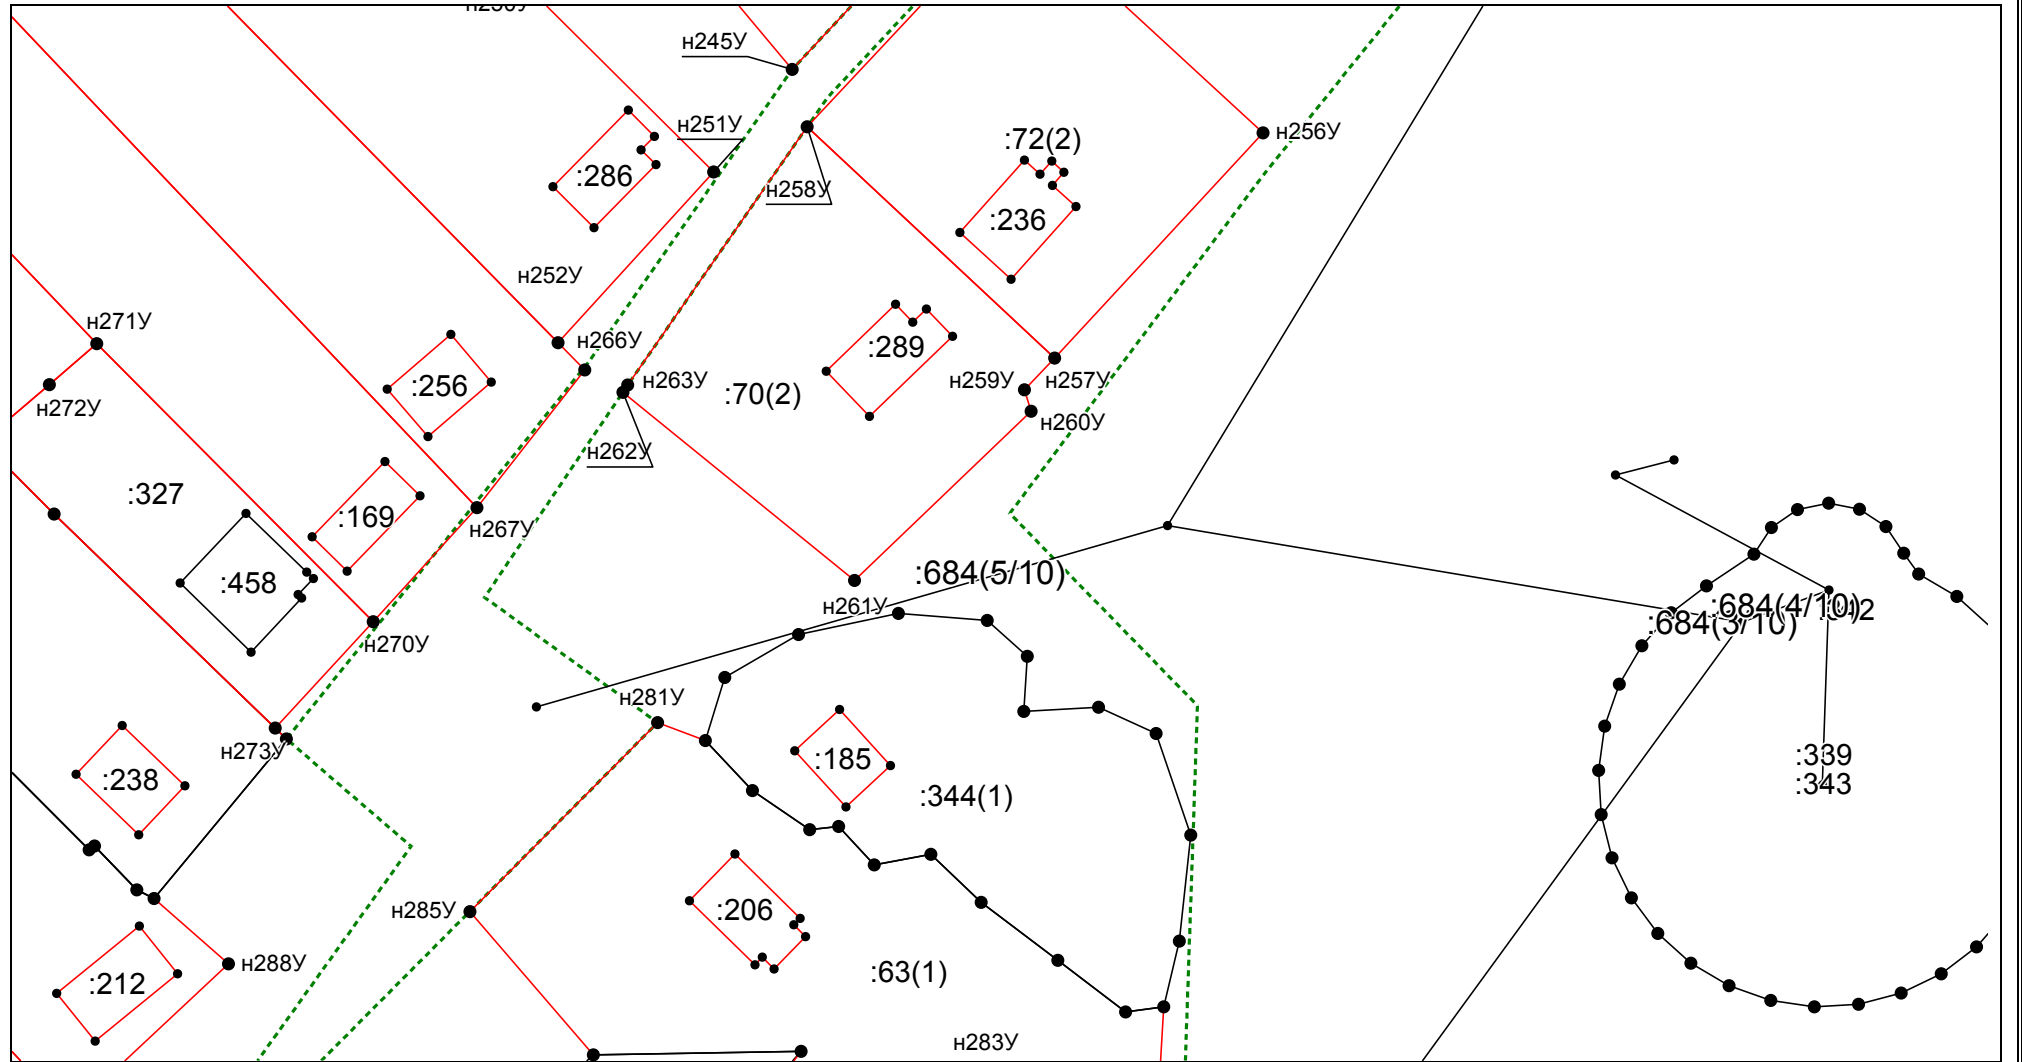 н245У
н251У
:72(2)
н256У
:286
н258У
:236
н252У
н271У
н266У
:289
:256
н263У
н259У
н257У
:70(2)
н272У
н260У
н262У
:327
:169
н267У
:458
:684(5/10)
н261У
:684(4/10)
:684(3/10)
н270У
н281У
н273У
:185
:339
:238
:343
:344(1)
:206
н285У
н288У
:63(1)
:212
н283У